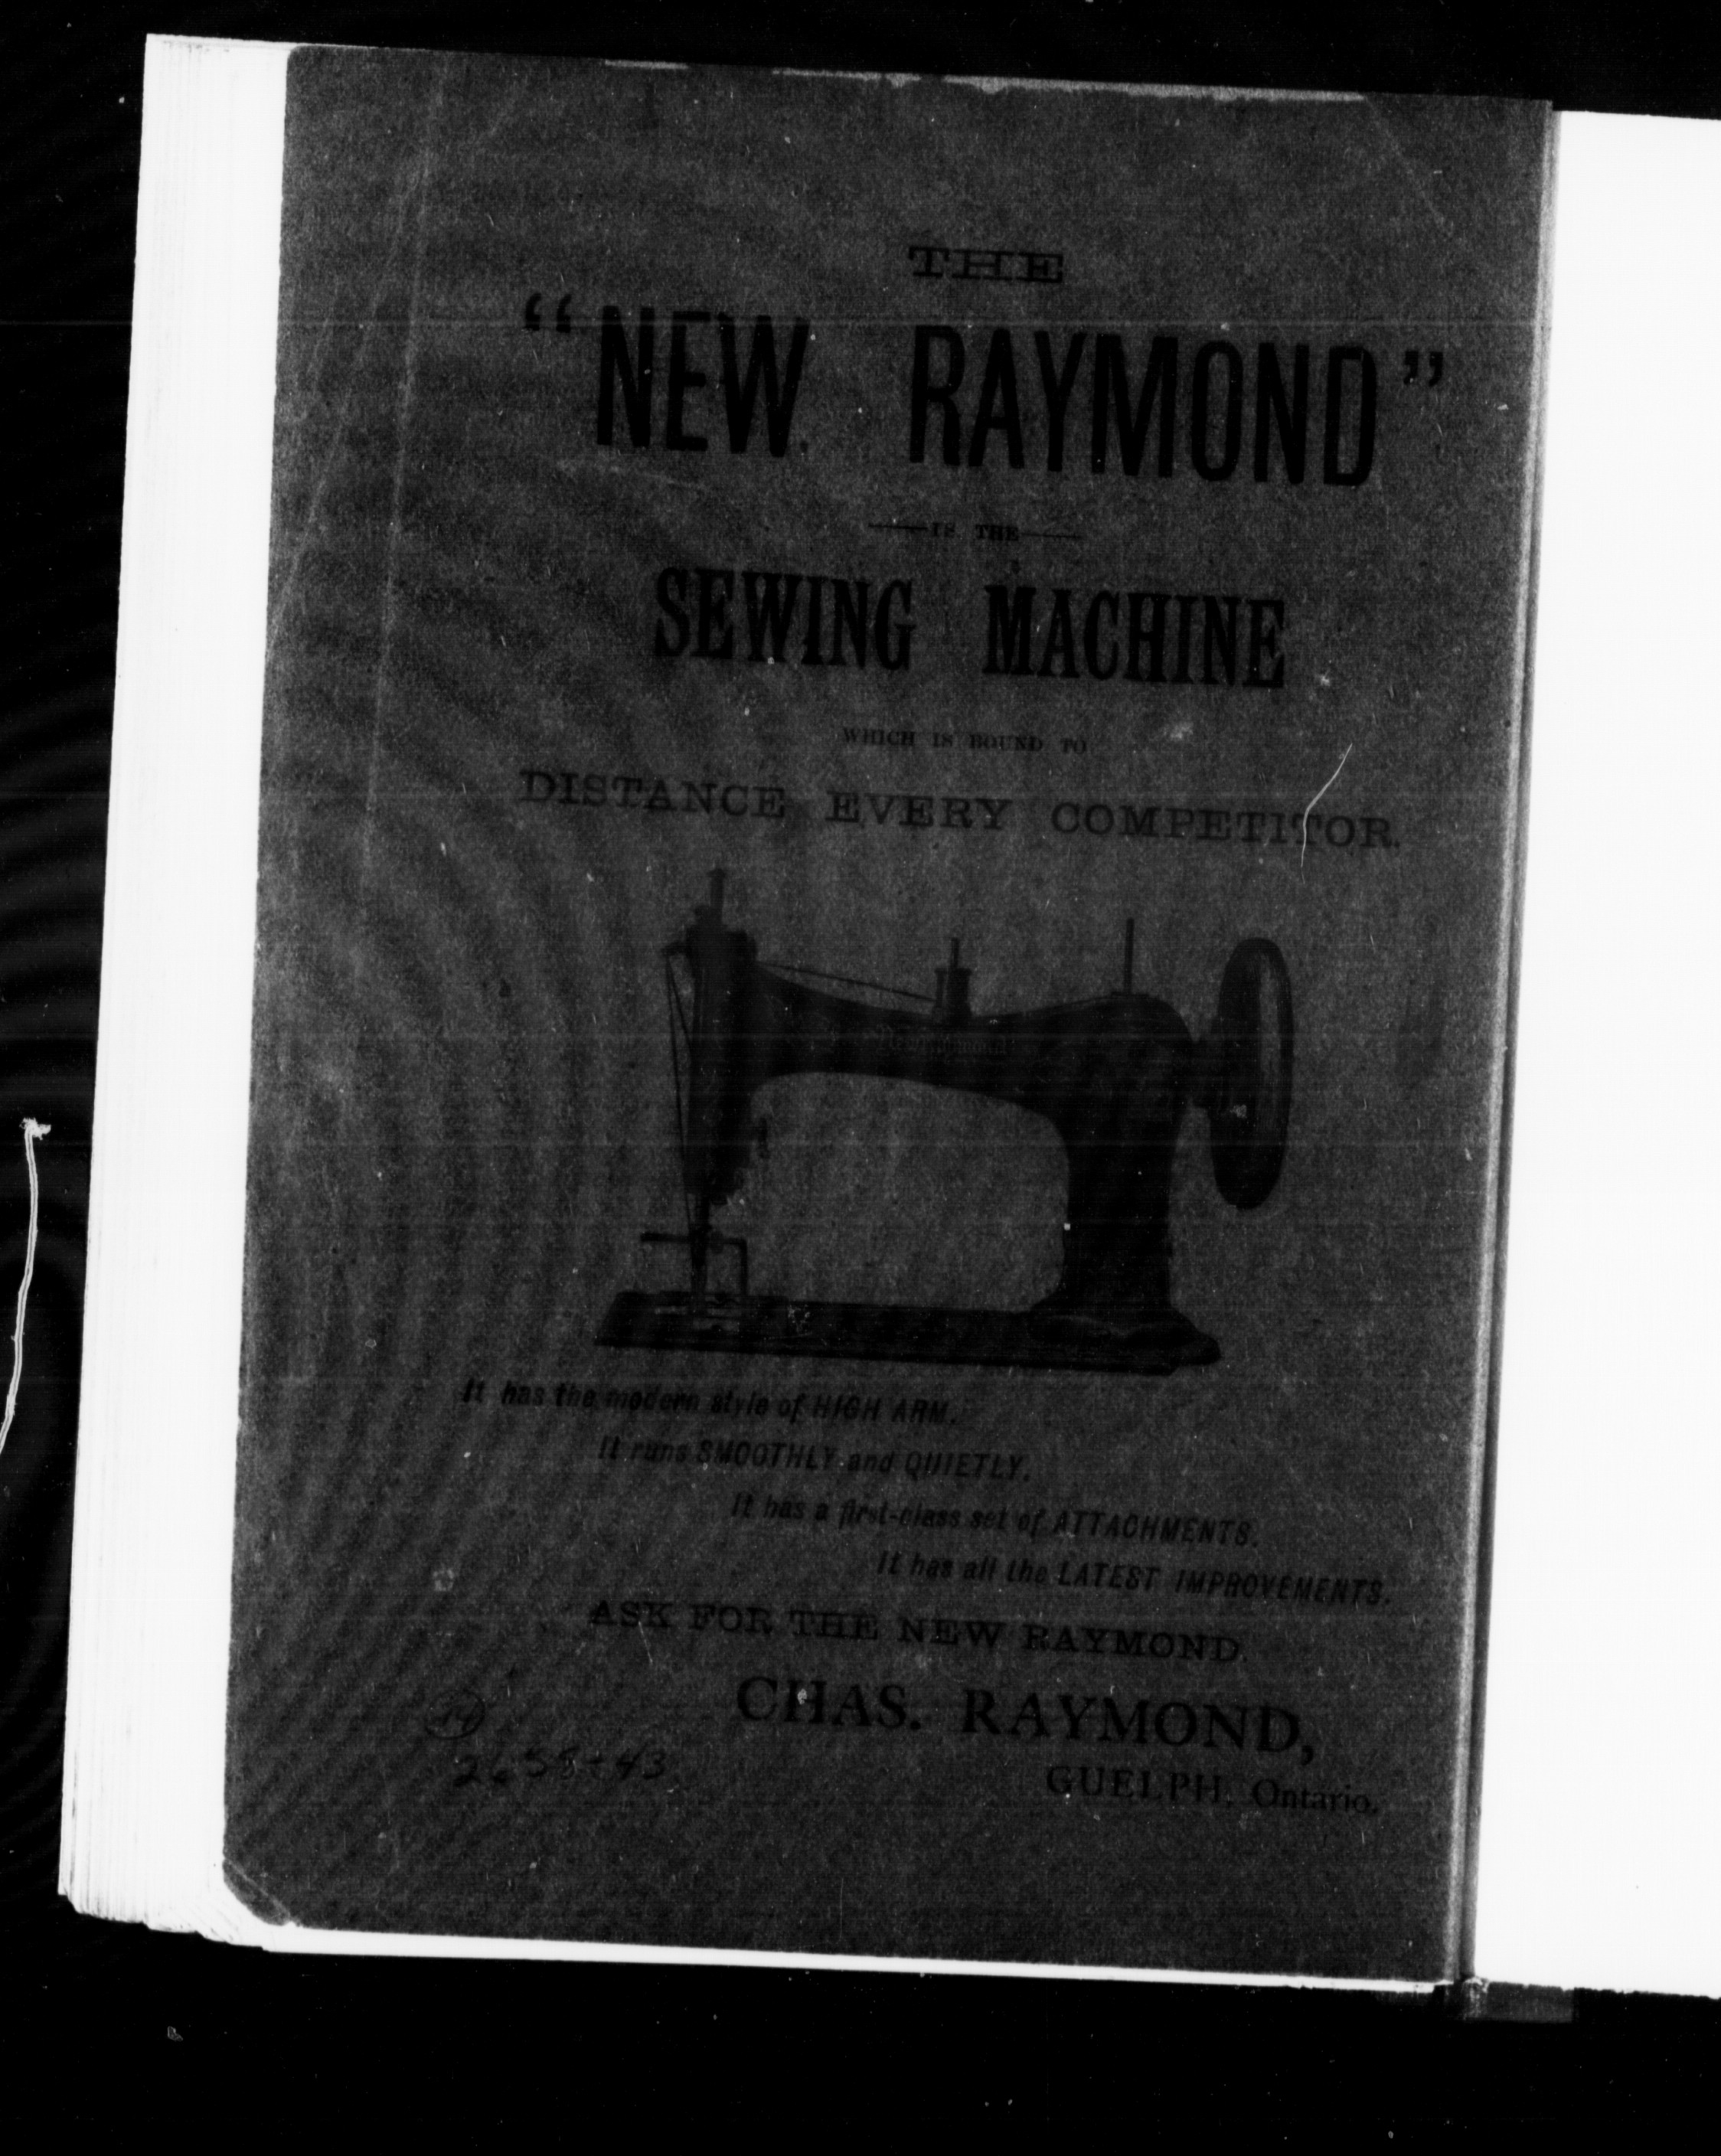 THE
“NEW RAYMOND”
IS THE
SEWING MACHINE
WHICH IS BOUND TO
DISTANCE EVERY COMPETITOR.
New Raymond
It has the modern style of HIGH ARM.
It runs SMOOTHLY and QUIETLY.
It has a first-class set of ATTACHMENTS.
It has all the LATEST IMPROVEMENTS.
ASK FOR THE NEW RAYMOND.
CHAS. RAYMOND,
GUELPH, Ontario.